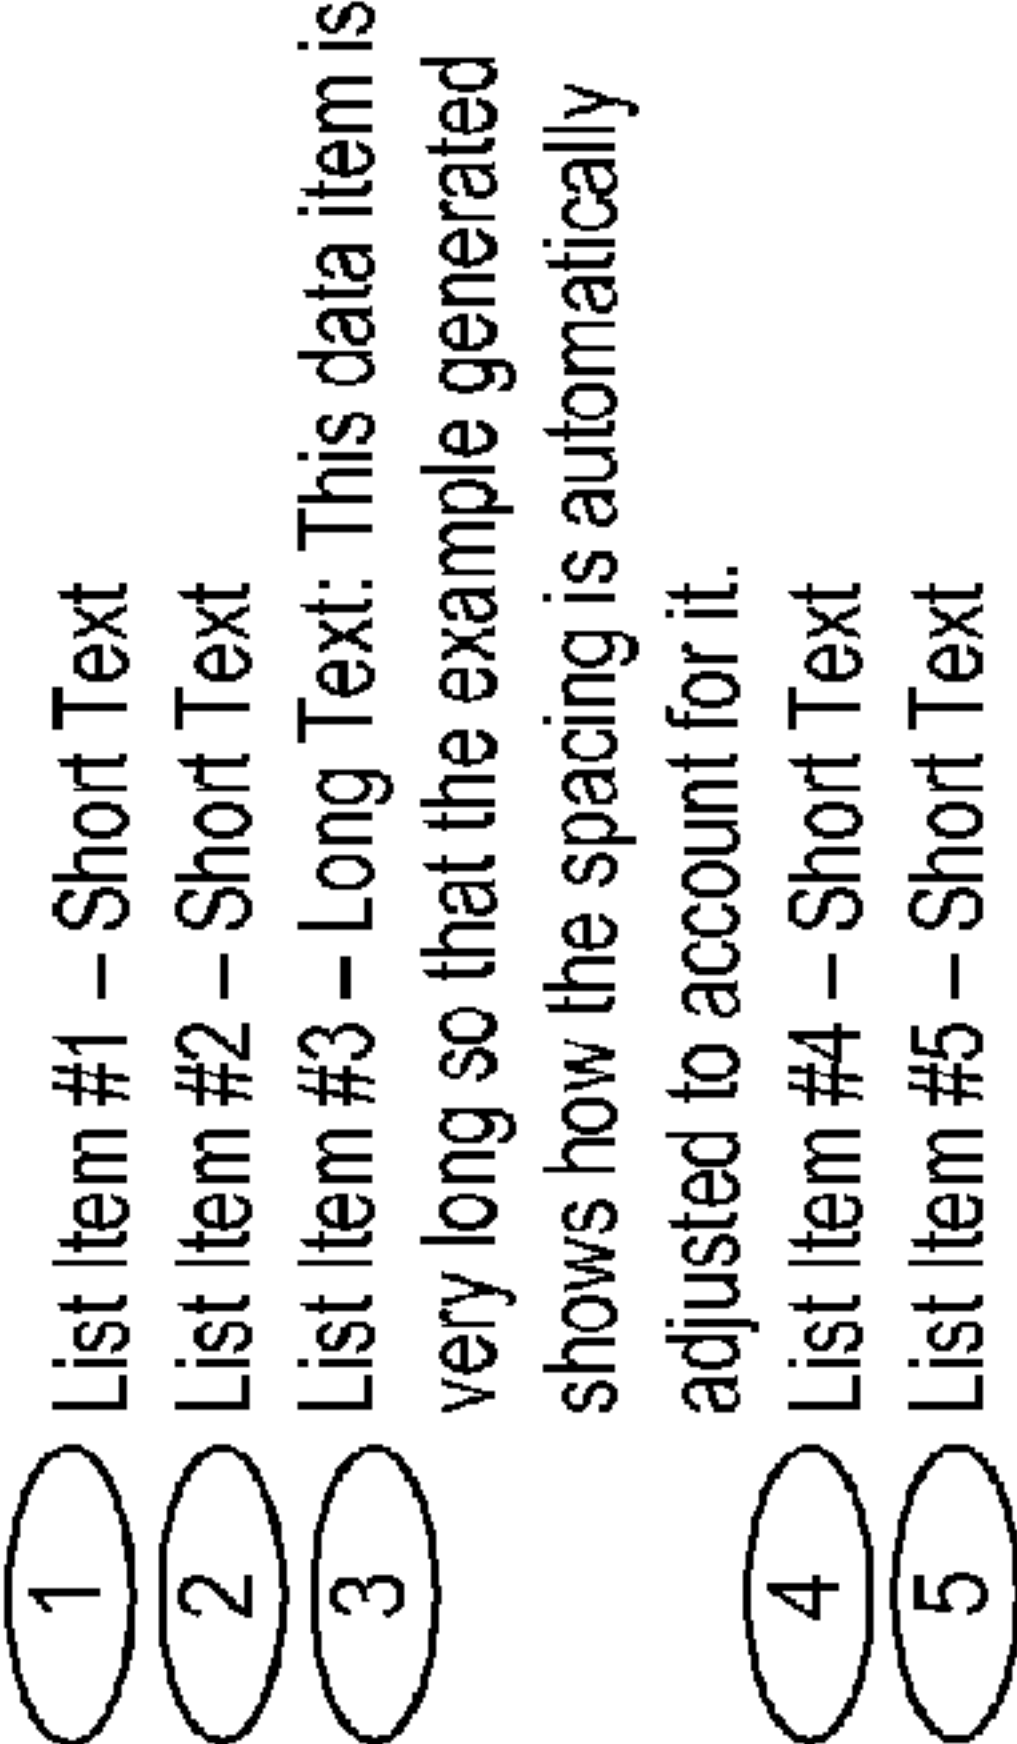 1 List Item #1 – Short Text
2 List Item #2 – Short Text
3 List Item #3 – Long Text: This data item is
very long so that the example generated
shows how the spacing is automatically
adjusted to account for it.
4 List Item #4 – Short Text
5 List Item #5 – Short Text